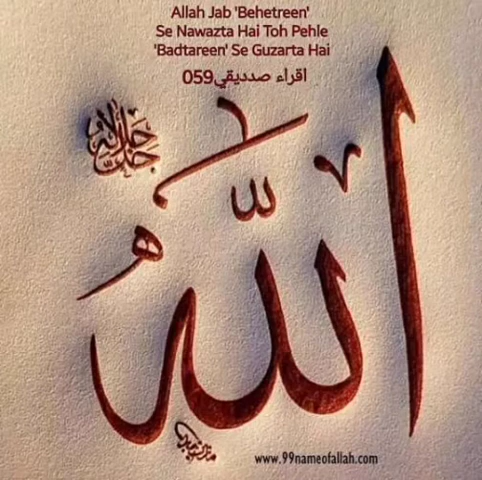 Allah Jab 'Behetreen'
Se Nawazta Hai Toh Pehle
'Badtareen' Se Guzarta Hai
اقراء صدديقي059
جل جلاله
الله
www.99nameofallah.com